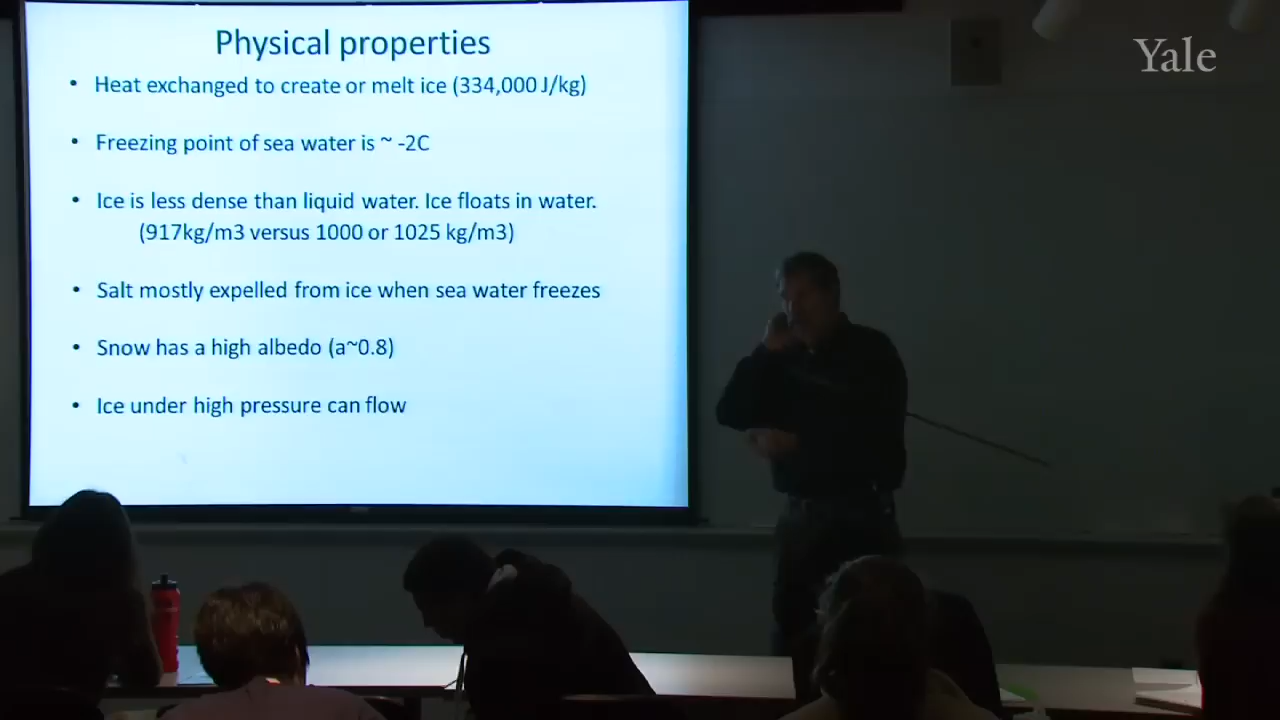 Physical properties
• Heat exchanged to create or melt ice (334,000 J/kg)
• Freezing point of sea water is ~ -2C
• Ice is less dense than liquid water. Ice floats in water.
(917kg/m3 versus 1000 or 1025 kg/m3)
• Salt mostly expelled from ice when sea water freezes
• Snow has a high albedo (a~0.8)
• Ice under high pressure can flow
Yale